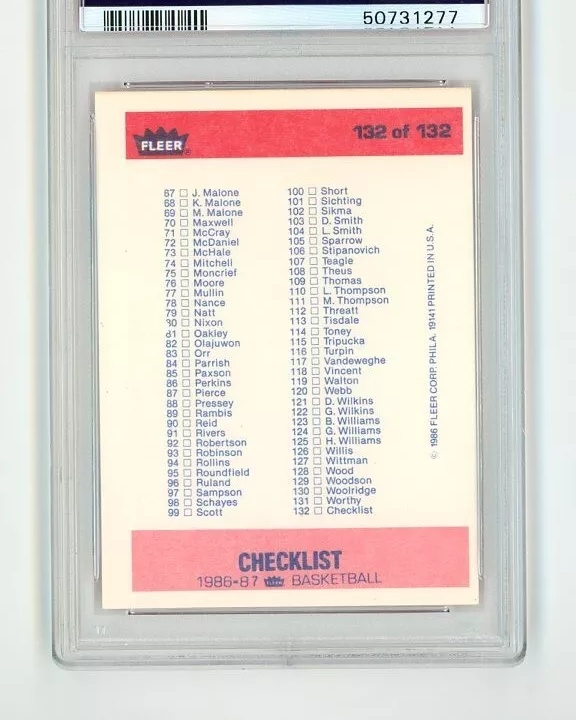 50731277
FLEER
132 of 132
67 J. Malone
68 K. Malone
69 M. Malone
70 Maxwell
71 McCray
72 McDaniel
73 McHale
74 Mitchell
75 Moncrief
76 Moore
77 Mullin
78 Nance
79 Natt
80 Nixon
81 Oakley
82 Olajuwon
83 Orr
84 Parrish
85 Paxson
86 Perkins
87 Pierce
88 Pressey
89 Rambis
90 Reid
91 Rivers
92 Robertson
93 Robinson
94 Rollins
95 Roundfield
96 Ruland
97 Sampson
98 Schayes
99 Scott
100 Short
101 Sichting
102 Sikma
103 D. Smith
104 L. Smith
105 Sparrow
106 Stipanovich
107 Teagle
108 Theus
109 Thomas
110 L. Thompson
111 M. Thompson
112 Threatt
113 Tisdale
114 Toney
115 Tripucka
116 Turpin
117 Vandeweghe
118 Vincent
119 Walton
120 Webb
121 D. Wilkins
122 G. Wilkins
123 B. Williams
124 G. Williams
125 H. Williams
126 Willis
127 Wittman
128 Wood
129 Woodson
130 Woolridge
131 Worthy
132 Checklist
© 1986 FLEER CORP. PHILA. 19141 PRINTED IN U.S.A.
CHECKLIST
1986-87 FLEER BASKETBALL